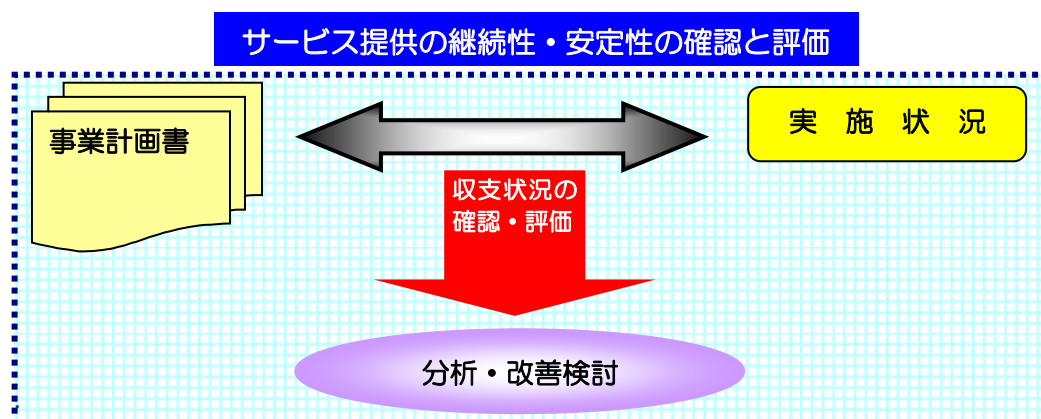 サービス提供の継続性・安定性の確認と評価
事業計画書
実　施　状　況
収支状況の
確認・評価
分析・改善検討